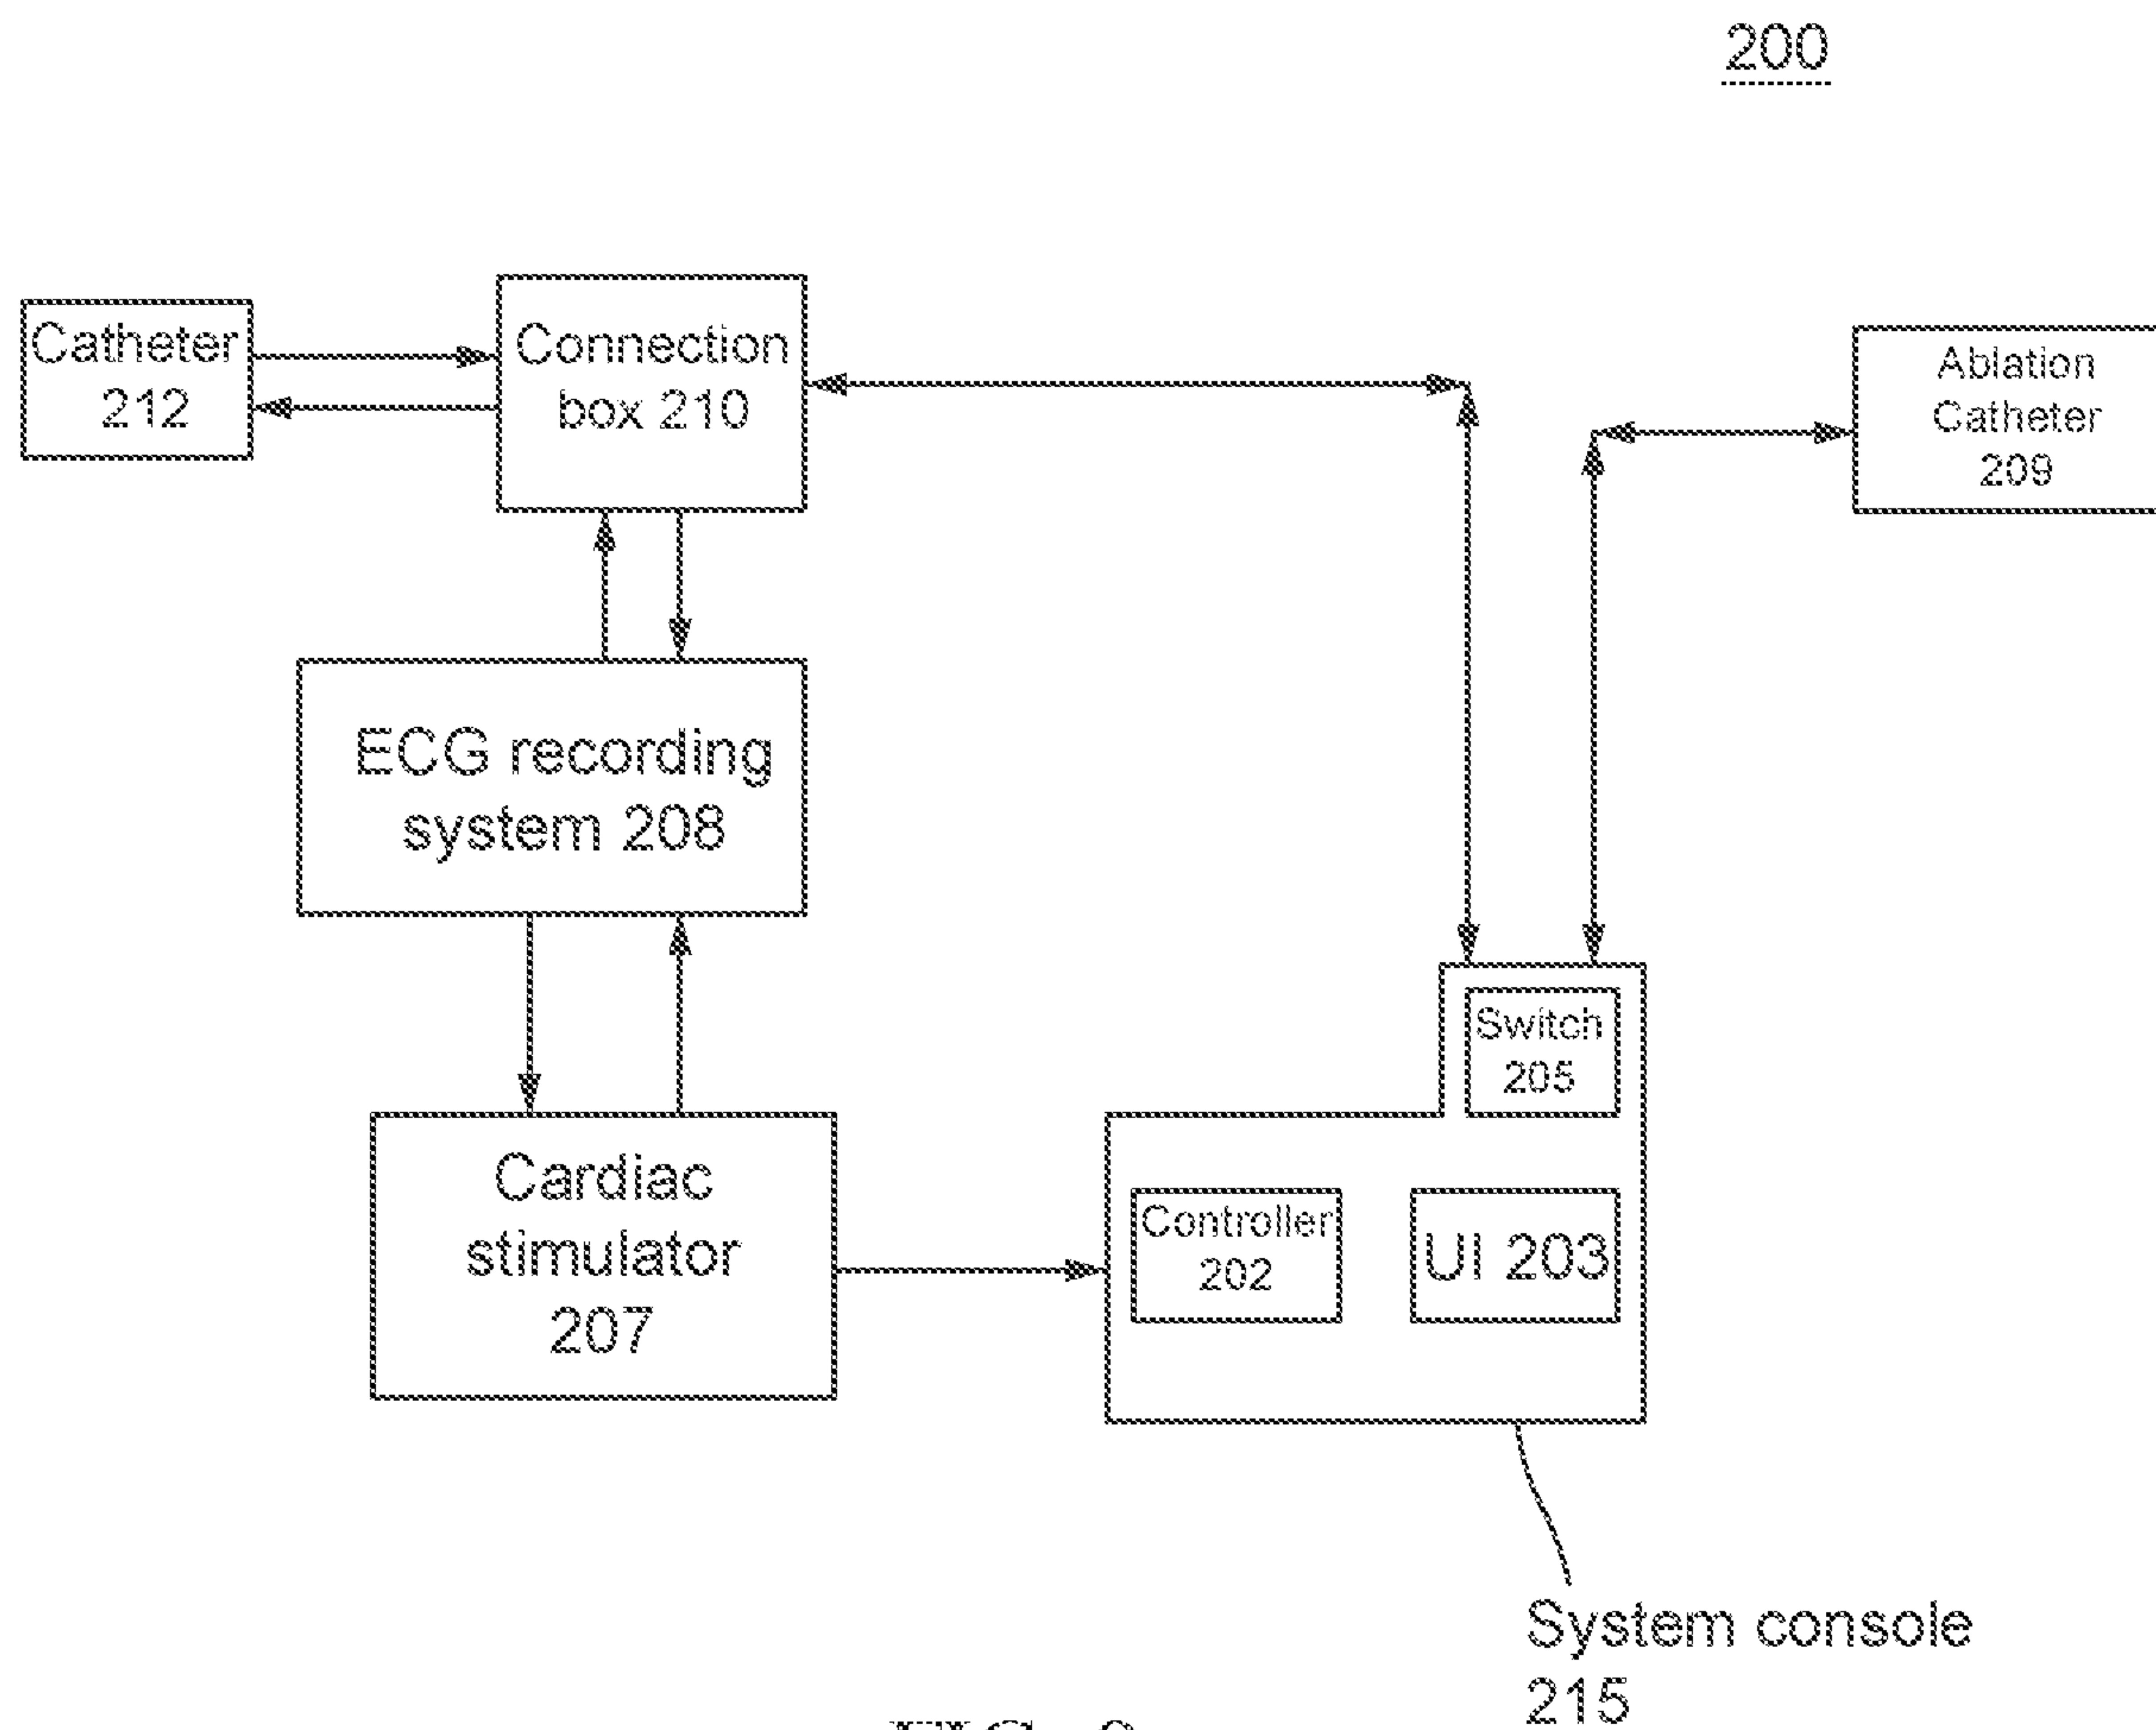 200
Catheter
212
Connection
box 210
Ablation
Catheter
209
ECG recording
system 208
Switch
205
Cardiac
stimulator
207
Controller
202
UI 203
System console
215